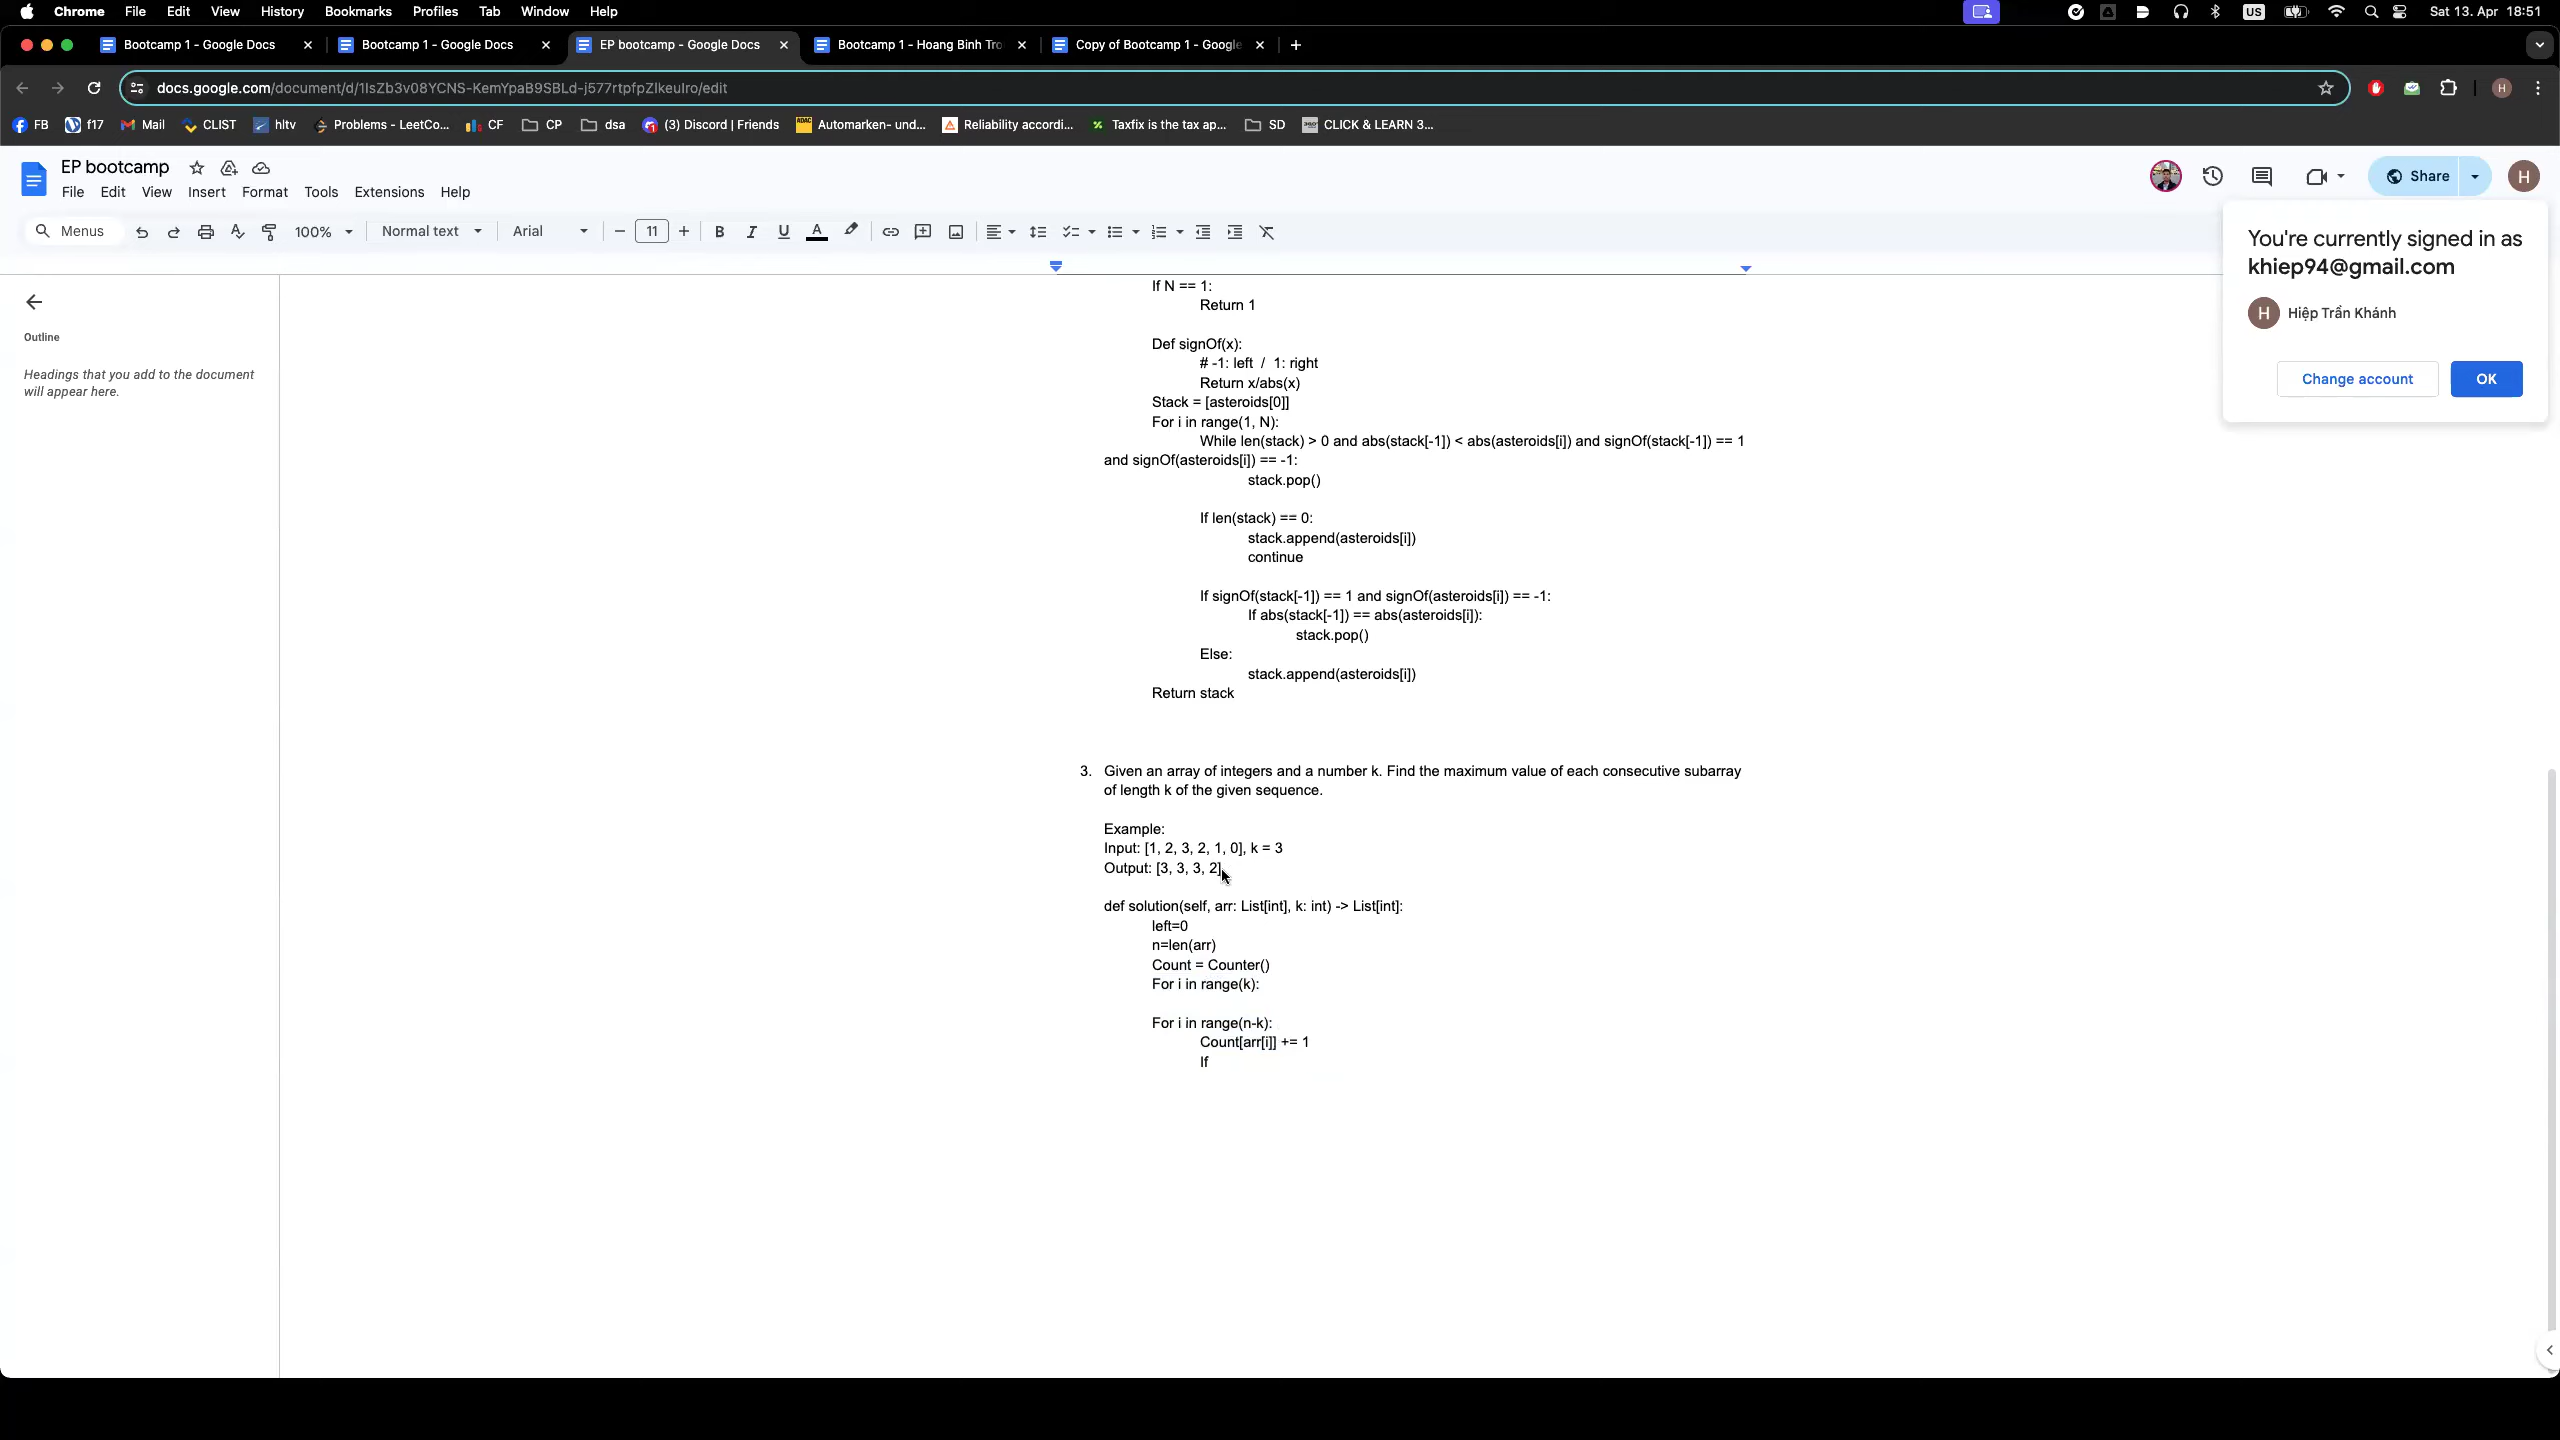 Chrome File Edit View History Bookmarks Profiles Tab Window Help US Sat 13. Apr 18:51
Bootcamp 1 - Google Docs Bootcamp 1 - Google Docs EP bootcamp - Google Docs Bootcamp 1 - Hoang Binh Tro Copy of Bootcamp 1 - Google
docs.google.com/document/d/1IsZb3v08YCNS-KemYpaB9SBLd-j577rtpfpZIkeuIro/edit H
FB f17 Mail CLIST hltv Problems - LeetCo... CF CP dsa (3) Discord | Friends Automarken- und... Reliability accordi... Taxfix is the tax ap... SD CLICK & LEARN 3...
EP bootcamp
File Edit View Insert Format Tools Extensions Help
Share H
Menus 100% Normal text Arial 11 B I U A
You're currently signed in as
khiep94@gmail.com
H Hiệp Trần Khánh
Change account OK
Outline
Headings that you add to the document
will appear here.
If N == 1:
Return 1
Def signOf(x):
# -1: left / 1: right
Return x/abs(x)
Stack = [asteroids[0]]
For i in range(1, N):
While len(stack) > 0 and abs(stack[-1]) < abs(asteroids[i]) and signOf(stack[-1]) == 1
and signOf(asteroids[i]) == -1:
stack.pop()
If len(stack) == 0:
stack.append(asteroids[i])
continue
If signOf(stack[-1]) == 1 and signOf(asteroids[i]) == -1:
If abs(stack[-1]) == abs(asteroids[i]):
stack.pop()
Else:
stack.append(asteroids[i])
Return stack
3. Given an array of integers and a number k. Find the maximum value of each consecutive subarray
of length k of the given sequence.
Example:
Input: [1, 2, 3, 2, 1, 0], k = 3
Output: [3, 3, 3, 2]
def solution(self, arr: List[int], k: int) -> List[int]:
left=0
n=len(arr)
Count = Counter()
For i in range(k):
For i in range(n-k):
Count[arr[i]] += 1
If